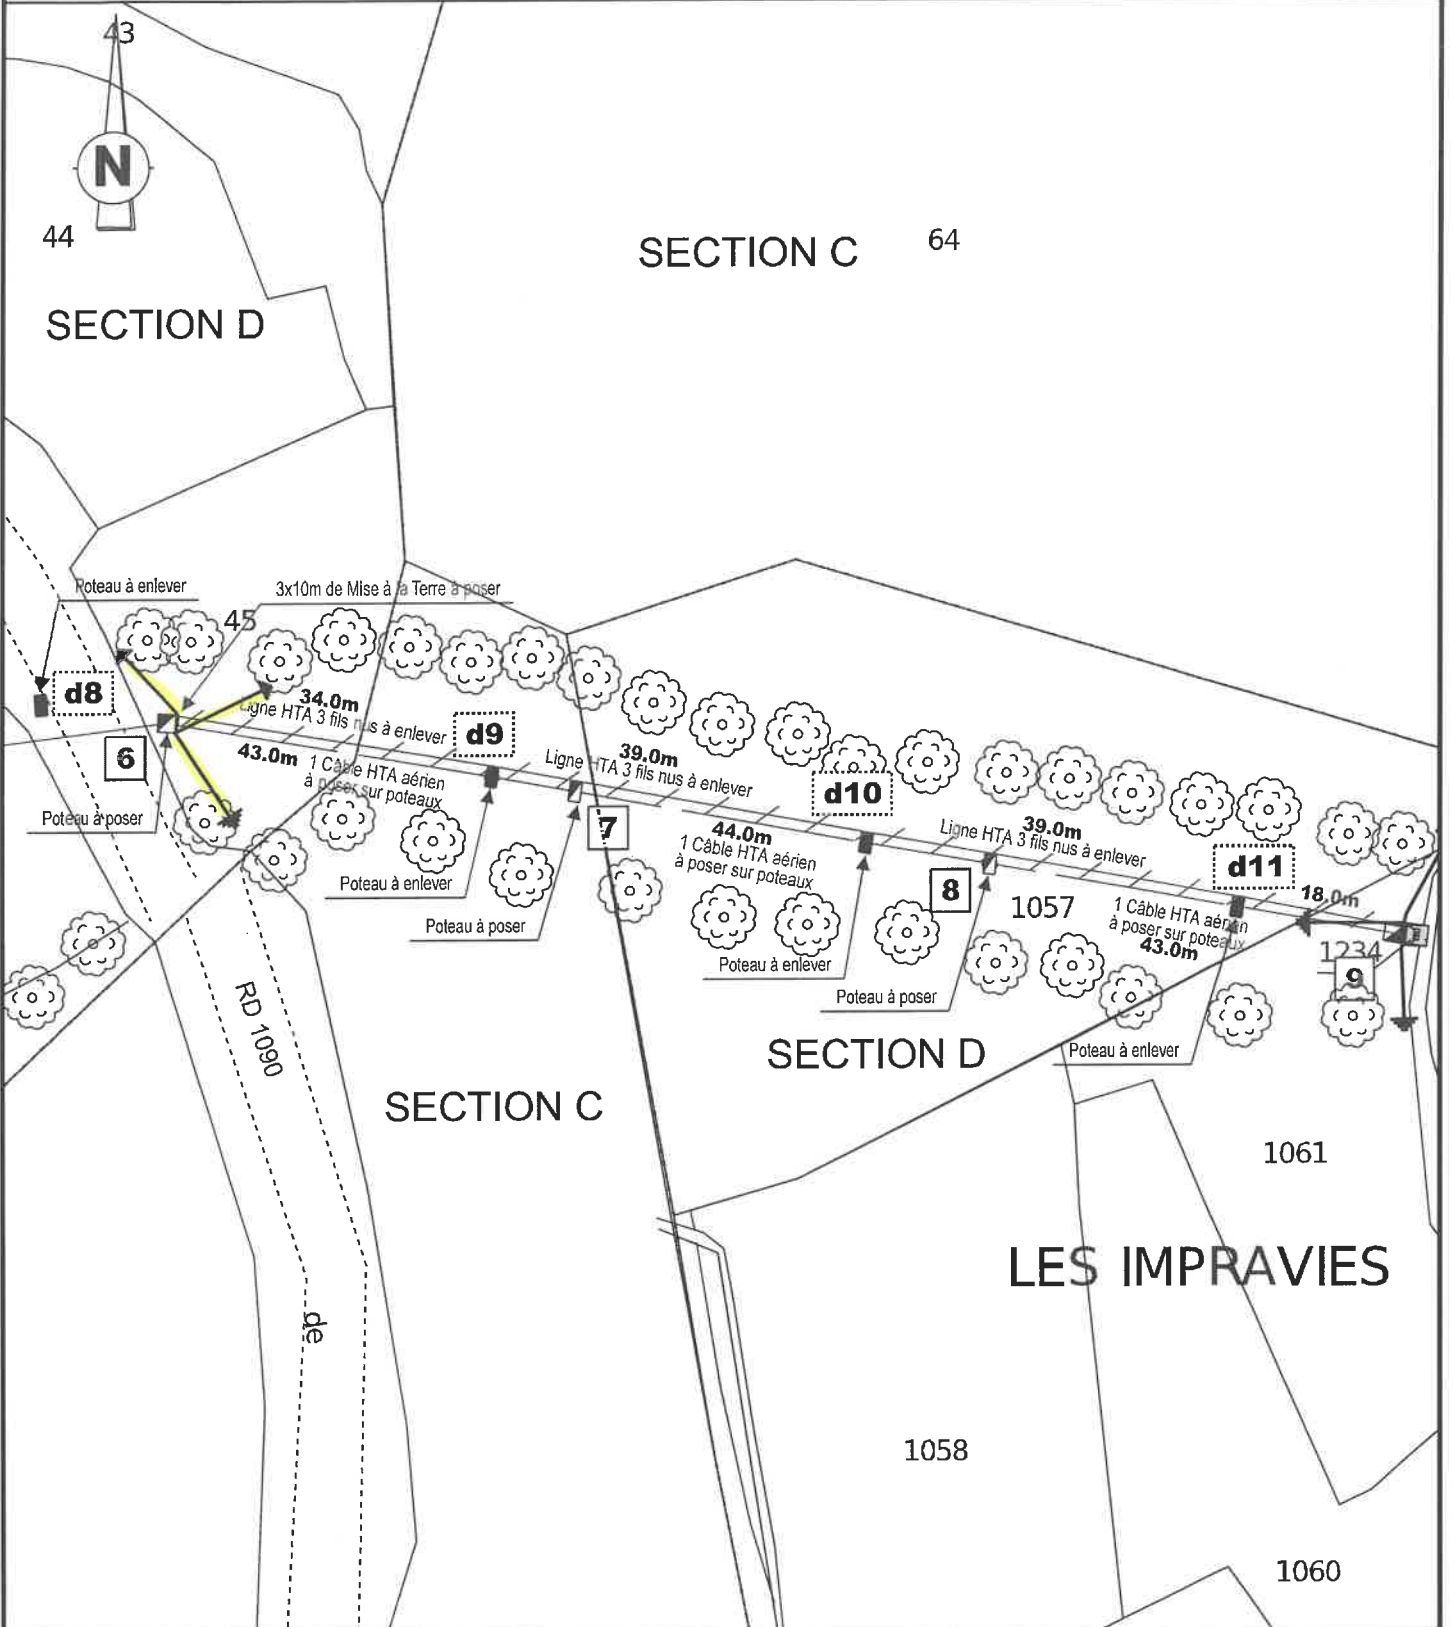 43
N
44
SECTION C
64
SECTION D
Poteau à enlever
3x10m de Mise à la Terre à poser
45
d8
34.0m
Ligne HTA 3 fils nus à enlever
d9
6
43.0m
1 Câble HTA aérien
à poser sur poteaux
39.0m
Ligne HTA 3 fils nus à enlever
d10
Poteau à poser
7
44.0m
1 Câble HTA aérien
à poser sur poteaux
39.0m
Ligne HTA 3 fils nus à enlever
d11
Poteau à enlever
8
1057
18.0m
1 Câble HTA aérien
à poser sur poteaux
43.0m
Poteau à poser
1234
9
Poteau à enlever
Poteau à poser
RD 1090
SECTION D
Poteau à enlever
SECTION C
1061
LES IMPRAVIES
de
1058
1060